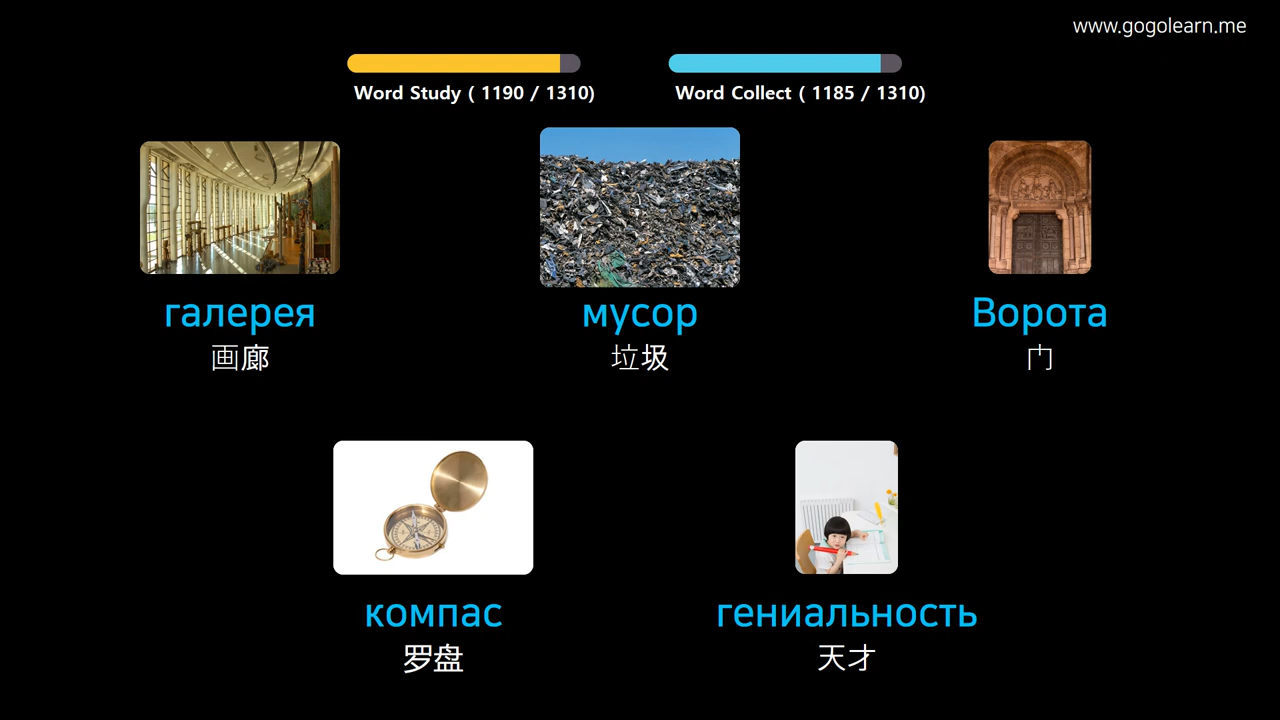 www.gogolearn.me
Word Study ( 1190 / 1310)
Word Collect ( 1185 / 1310)
галерея
画廊
мусор
垃圾
Ворота
门
компас
罗盘
гениальность
天才